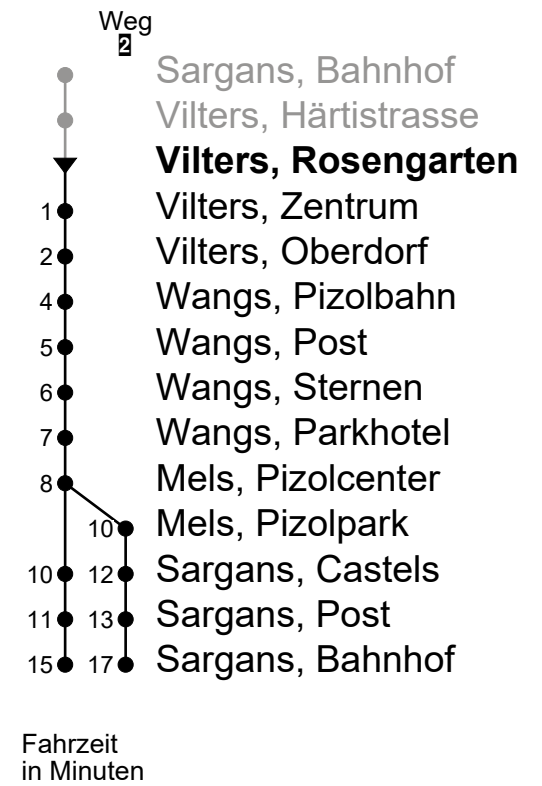 Weg
2
Sargans, Bahnhof
Vilters, Härtistrasse
Vilters, Rosengarten
1 Vilters, Zentrum
2 Vilters, Oberdorf
4 Wangs, Pizolbahn
5 Wangs, Post
6 Wangs, Sternen
7 Wangs, Parkhotel
8 Mels, Pizolcenter
10 Mels, Pizolpark
10 12 Sargans, Castels
11 13 Sargans, Post
15 17 Sargans, Bahnhof
Fahrzeit
in Minuten